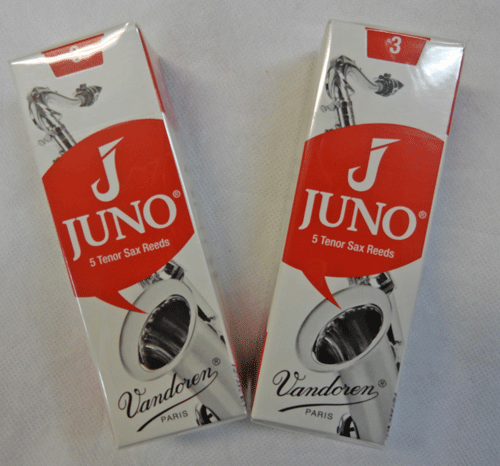 J
JUNO®
5 Tenor Sax Reeds
Vandoren®
PARIS
3
J
JUNO®
5 Tenor Sax Reeds
Vandoren®
PARIS